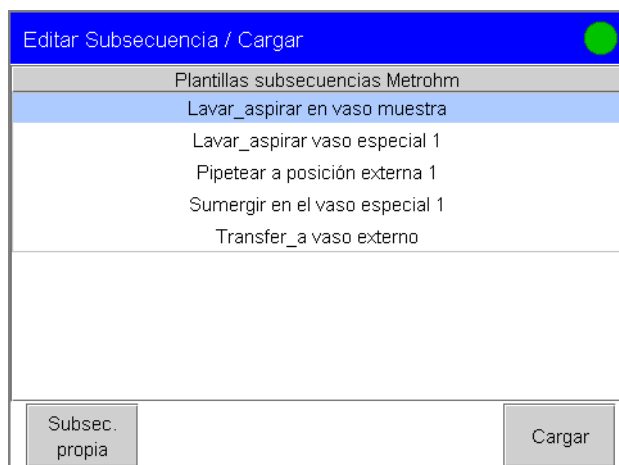 Editar Subsecuencia / Cargar
Plantillas subsecuencias Metrohm
Lavar_aspirar en vaso muestra
Lavar_aspirar vaso especial 1
Pipetear a posición externa 1
Sumergir en el vaso especial 1
Transfer_a vaso externo
Subsec.
propia
Cargar